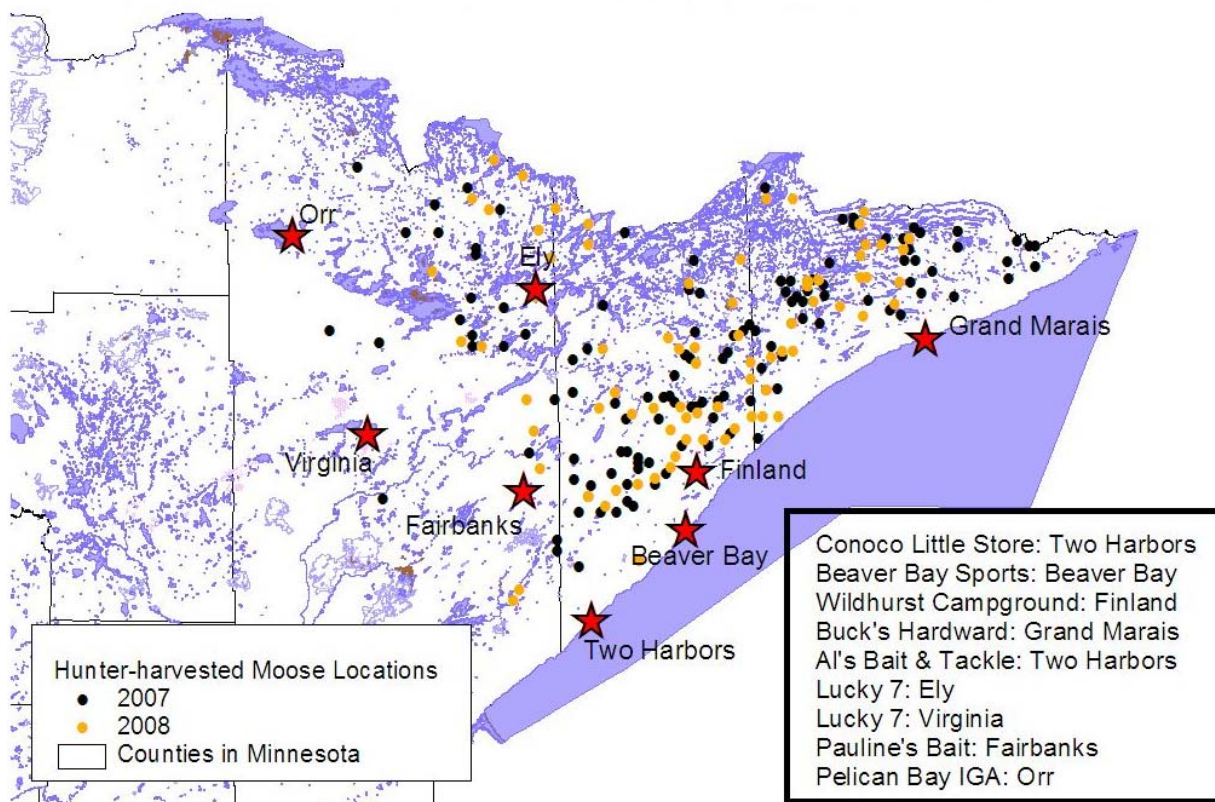 Orr
Ely
Grand Marais
Virginia
Finland
Fairbanks
Beaver Bay
Two Harbors
Hunter-harvested Moose Locations
2007
2008
Counties in Minnesota
Conoco Little Store: Two Harbors
Beaver Bay Sports: Beaver Bay
Wildhurst Campground: Finland
Buck's Hardward: Grand Marais
Al's Bait & Tackle: Two Harbors
Lucky 7: Ely
Lucky 7: Virginia
Pauline's Bait: Fairbanks
Pelican Bay IGA: Orr